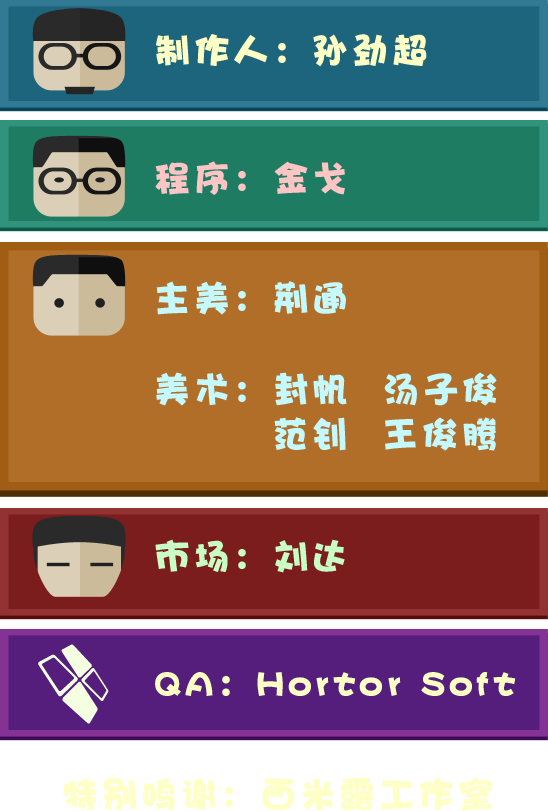 制作人：孙劲超
程序：金戈
主美：荆通
美术：封帆 汤子俊
范钊 王俊腾
市场：刘达
QA：Hortor Soft
特别鸣谢：西米露工作室